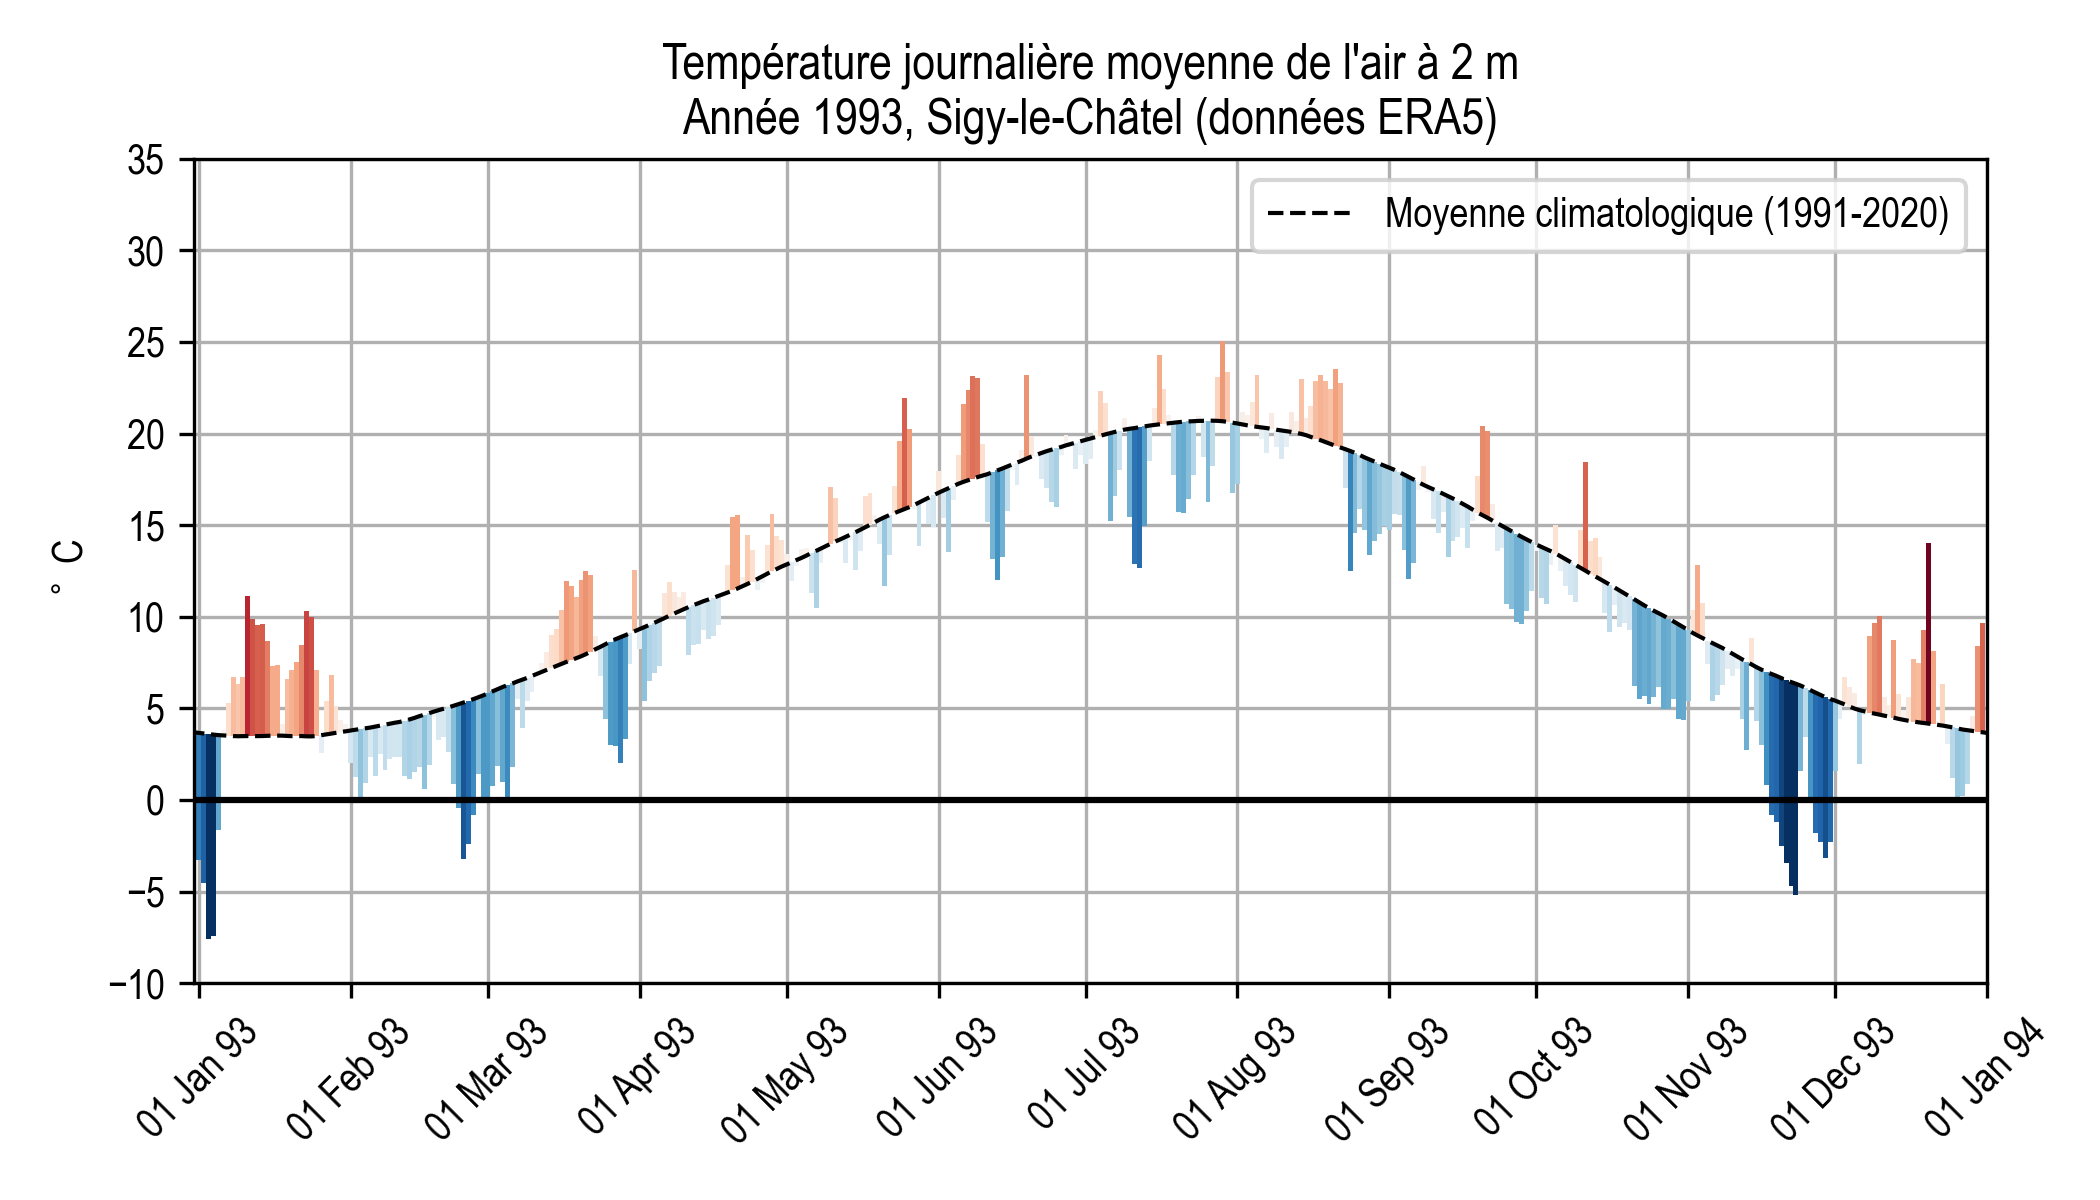 Température journalière moyenne de l'air à 2 m
Année 1993, Sigy-le-Châtel (données ERA5)
Moyenne climatologique (1991-2020)
° C
35
30
25
20
15
10
5
0
−5
−10
01 Jan 93
01 Feb 93
01 Mar 93
01 Apr 93
01 May 93
01 Jun 93
01 Jul 93
01 Aug 93
01 Sep 93
01 Oct 93
01 Nov 93
01 Dec 93
01 Jan 94